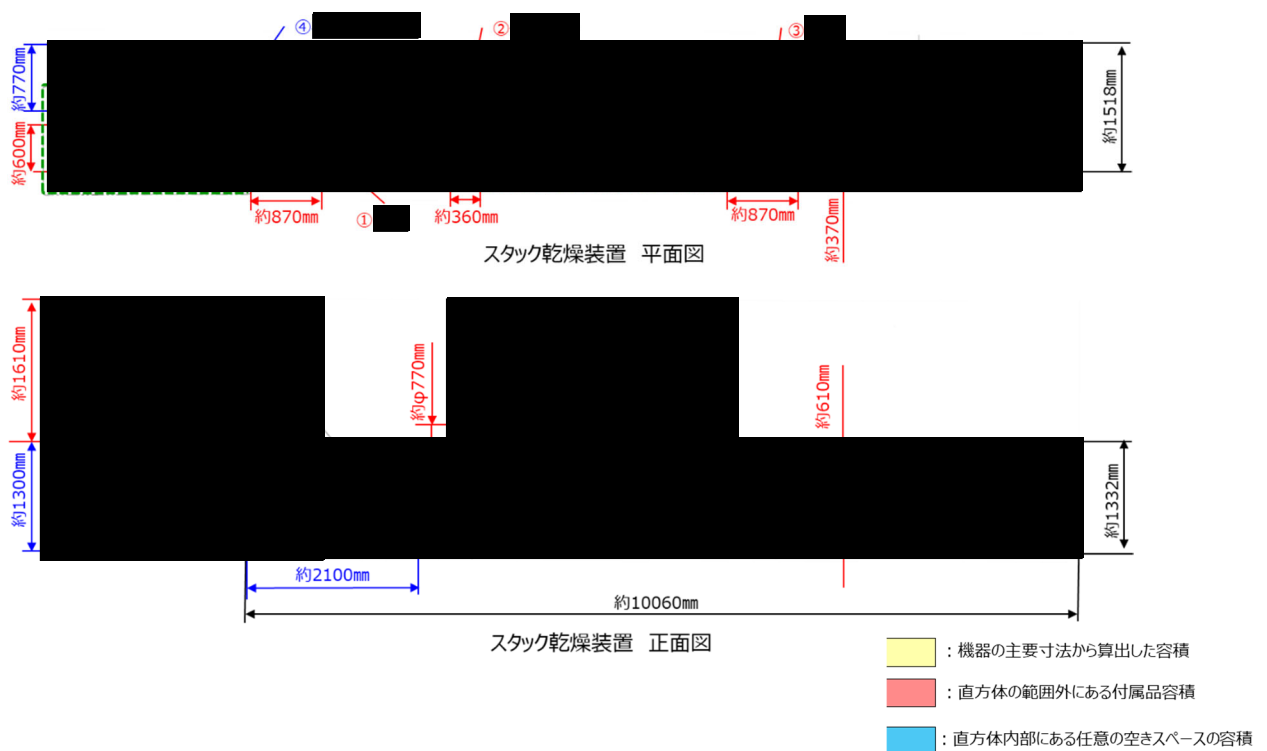 ④
②
③
約770㎜
約600㎜
約1518㎜
約870㎜
①
約360㎜
約870㎜
約370㎜
スタック乾燥装置 平面図
約1610㎜
約φ770㎜
約610㎜
約1300㎜
約1332㎜
約2100㎜
約10060㎜
スタック乾燥装置 正面図
：機器の主要寸法から算出した容積
：直方体の範囲外にある付属品容積
：直方体内部にある任意の空きスペースの容積